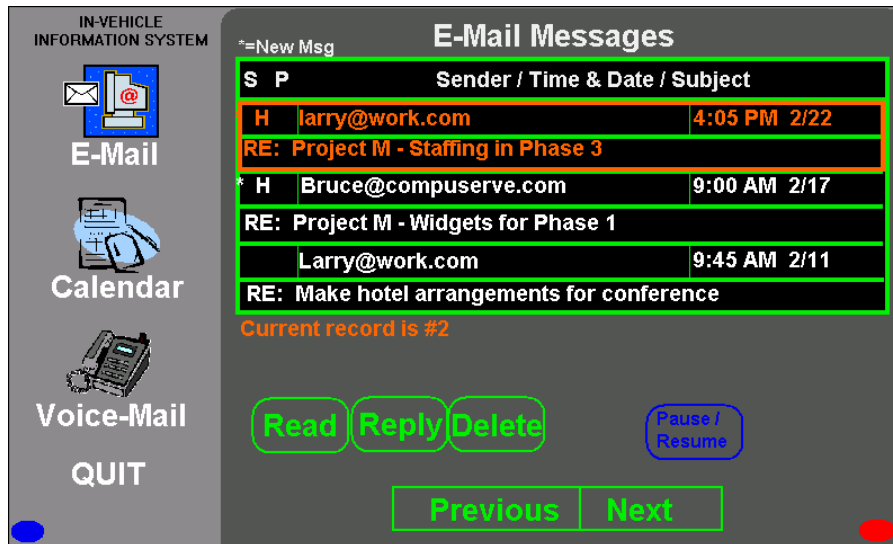 IN-VEHICLE
INFORMATION SYSTEM
@
E-Mail
Calendar
Voice-Mail
QUIT
*=New Msg
E-Mail Messages
S P Sender / Time & Date / Subject
H larry@work.com 4:05 PM 2/22
RE: Project M - Staffing in Phase 3
* H Bruce@compuserve.com 9:00 AM 2/17
RE: Project M - Widgets for Phase 1
Larry@work.com 9:45 AM 2/11
RE: Make hotel arrangements for conference
Current record is #2
Read Reply Delete
Pause /
Resume
Previous Next